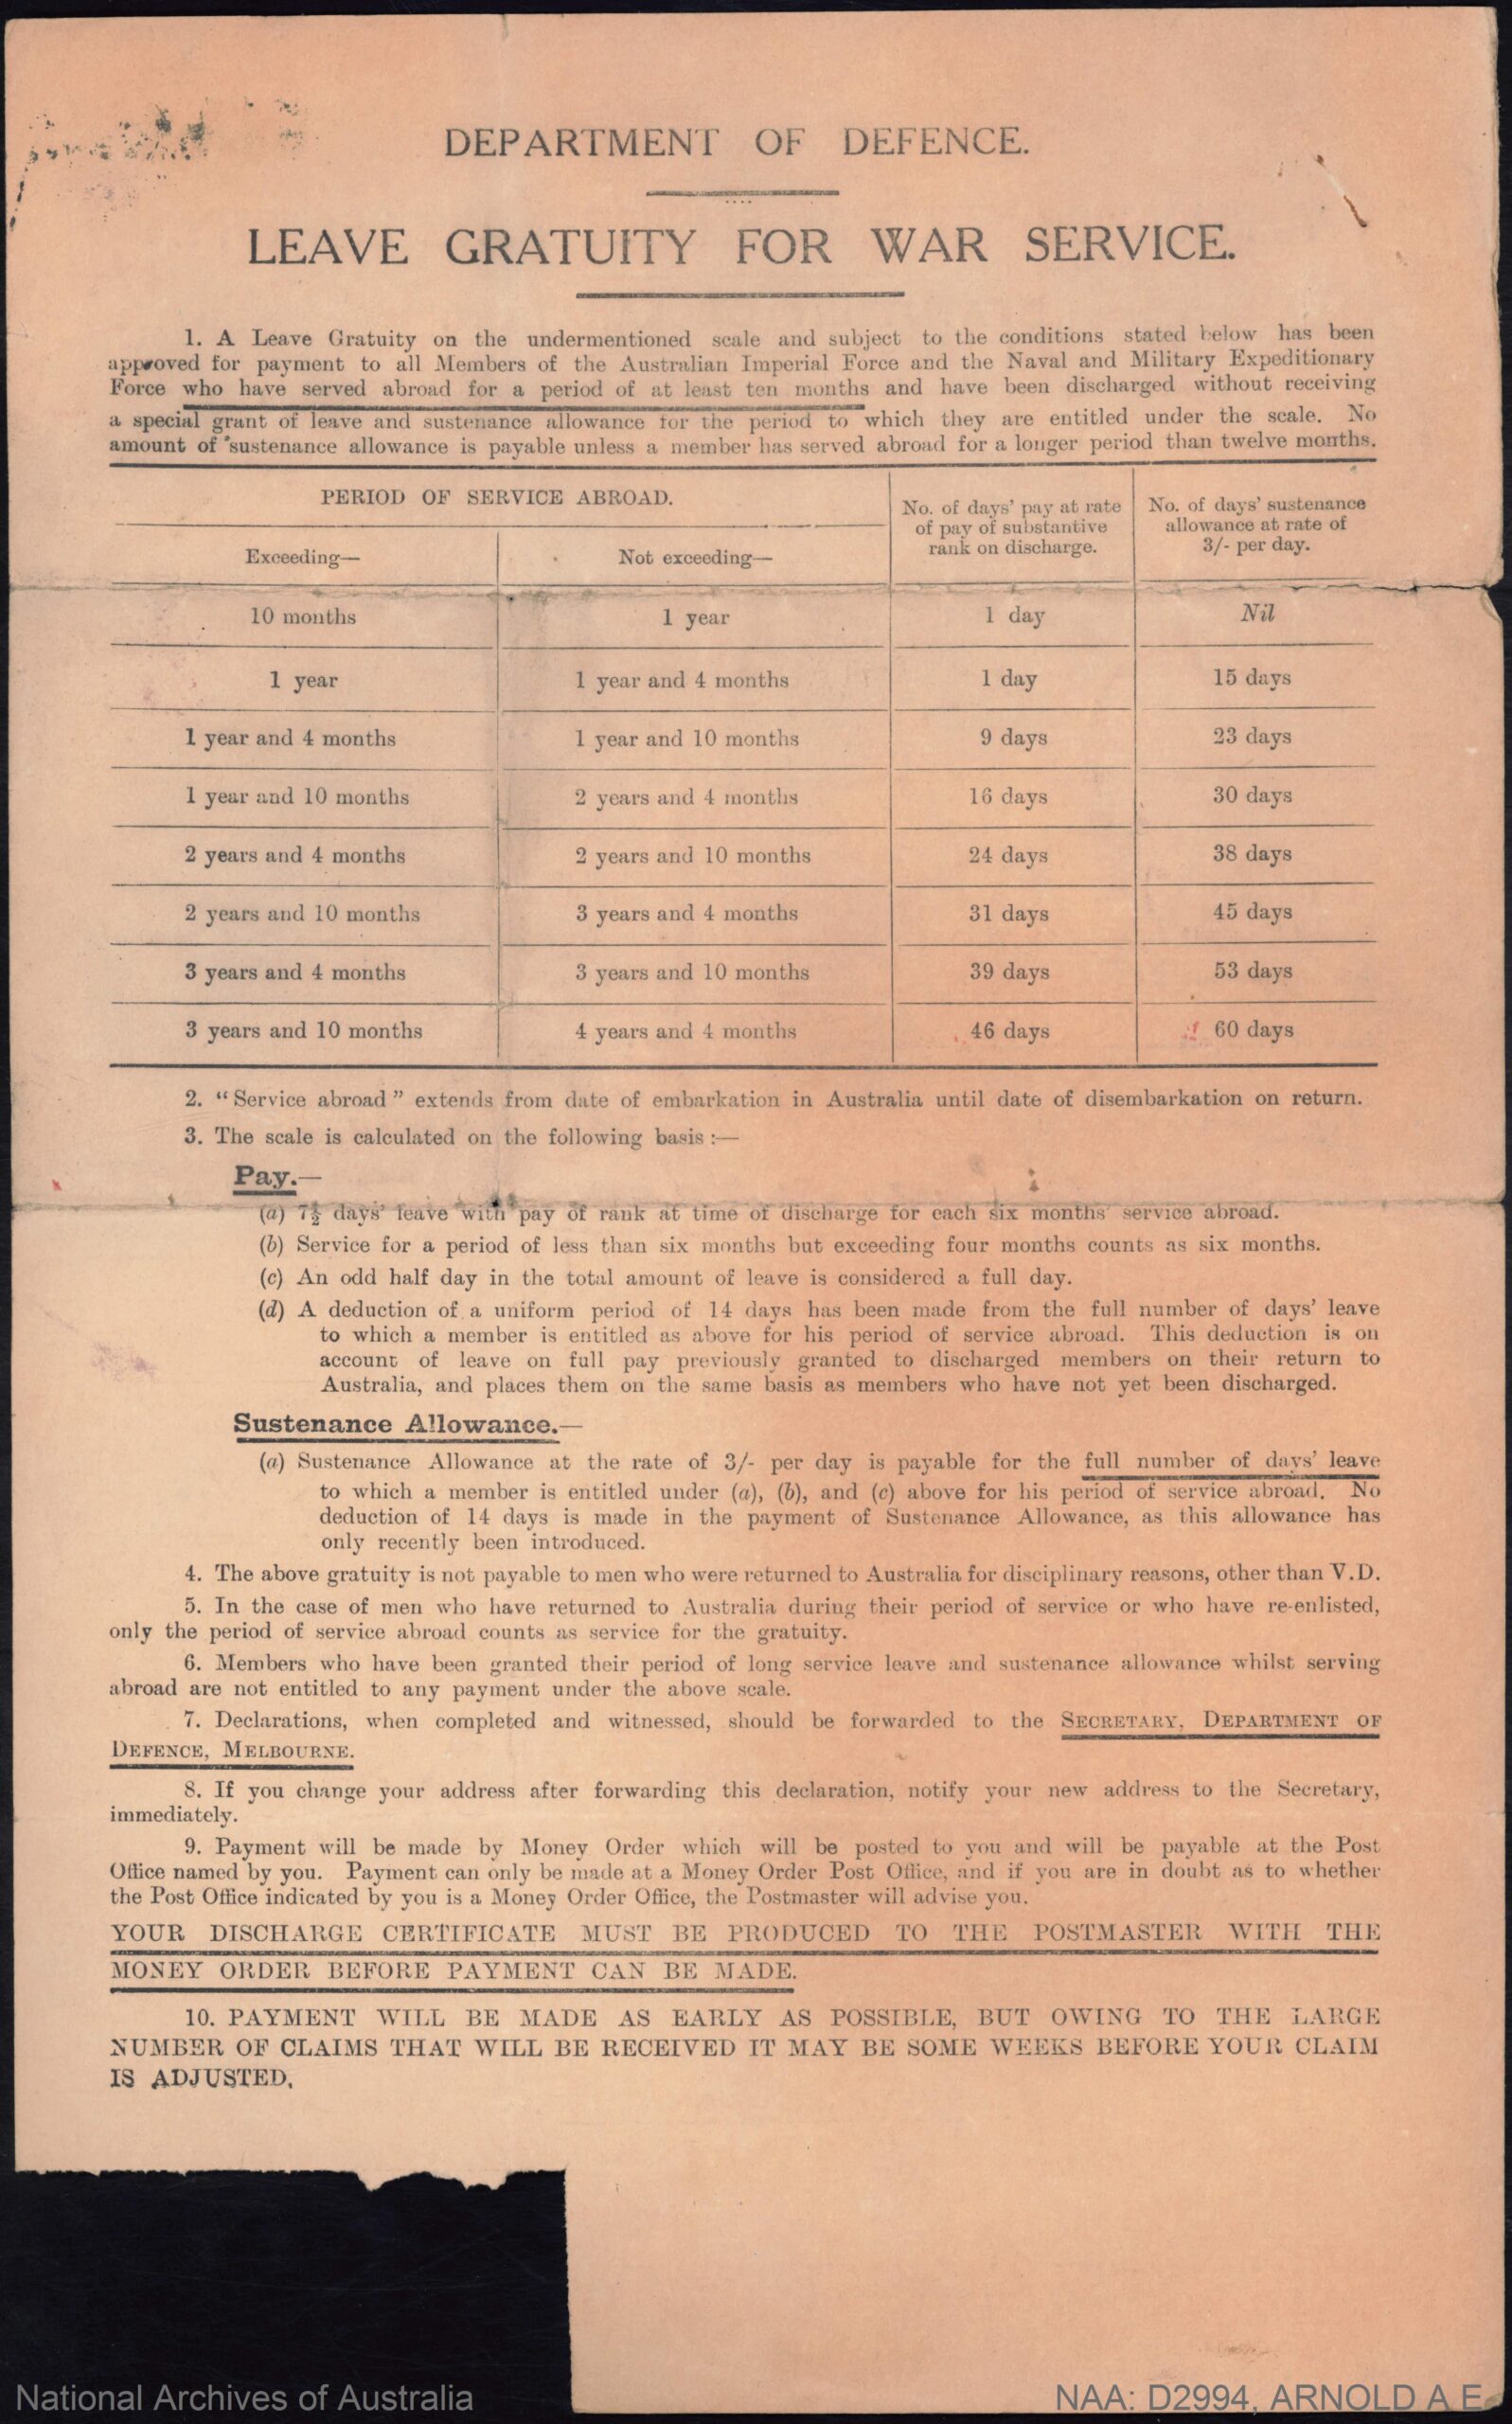 DEPARTMENT OF DEFENCE.
LEAVE GRATUITY FOR WAR SERVICE.
1. A Leave Gratuity on the undermentioned scale and subject to the conditions stated below has been
approved for payment to all Members of the Australian Imperial Force and the Naval and Military Expeditionary
Force who have served abroad for a period of at least ten months and have been discharged without receiving
a special grant of leave and sustenance allowance for the period to which they are entitled under the scale. No
amount of sustenance allowance is payable unless a member has served abroad for a longer period than twelve months.
PERIOD OF SERVICE ABROAD.
No. of days' pay at rate
of pay of substantive
rank on discharge.
No. of days' sustenance
allowance at rate of
3/- per day.
Exceeding—
Not exceeding—
10 months 1 year 1 day Nil
1 year 1 year and 4 months 1 day 15 days
1 year and 4 months 1 year and 10 months 9 days 23 days
1 year and 10 months 2 years and 4 months 16 days 30 days
2 years and 4 months 2 years and 10 months 24 days 38 days
2 years and 10 months 3 years and 4 months 31 days 45 days
3 years and 4 months 3 years and 10 months 39 days 53 days
3 years and 10 months 4 years and 4 months 46 days 60 days
2. "Service abroad" extends from date of embarkation in Australia until date of disembarkation on return.
3. The scale is calculated on the following basis :—
Pay.—
(a) 7½ days' leave with pay of rank at time of discharge for each six months' service abroad.
(b) Service for a period of less than six months but exceeding four months counts as six months.
(c) An odd half day in the total amount of leave is considered a full day.
(d) A deduction of a uniform period of 14 days has been made from the full number of days' leave
to which a member is entitled as above for his period of service abroad. This deduction is on
account of leave on full pay previously granted to discharged members on their return to
Australia, and places them on the same basis as members who have not yet been discharged.
Sustenance Allowance.—
(a) Sustenance Allowance at the rate of 3/- per day is payable for the full number of days' leave
to which a member is entitled under (a), (b), and (c) above for his period of service abroad. No
deduction of 14 days is made in the payment of Sustenance Allowance, as this allowance has
only recently been introduced.
4. The above gratuity is not payable to men who were returned to Australia for disciplinary reasons, other than V.D.
5. In the case of men who have returned to Australia during their period of service or who have re-enlisted,
only the period of service abroad counts as service for the gratuity.
6. Members who have been granted their period of long service leave and sustenance allowance whilst serving
abroad are not entitled to any payment under the above scale.
7. Declarations, when completed and witnessed, should be forwarded to the SECRETARY, DEPARTMENT OF
DEFENCE, MELBOURNE.
8. If you change your address after forwarding this declaration, notify your new address to the Secretary,
immediately.
9. Payment will be made by Money Order which will be posted to you and will be payable at the Post
Office named by you. Payment can only be made at a Money Order Post Office, and if you are in doubt as to whether
the Post Office indicated by you is a Money Order Office, the Postmaster will advise you.
YOUR DISCHARGE CERTIFICATE MUST BE PRODUCED TO THE POSTMASTER WITH THE
MONEY ORDER BEFORE PAYMENT CAN BE MADE.
10. PAYMENT WILL BE MADE AS EARLY AS POSSIBLE, BUT OWING TO THE LARGE
NUMBER OF CLAIMS THAT WILL BE RECEIVED IT MAY BE SOME WEEKS BEFORE YOUR CLAIM
IS ADJUSTED.
National Archives of Australia
NAA: D2994, ARNOLD A E